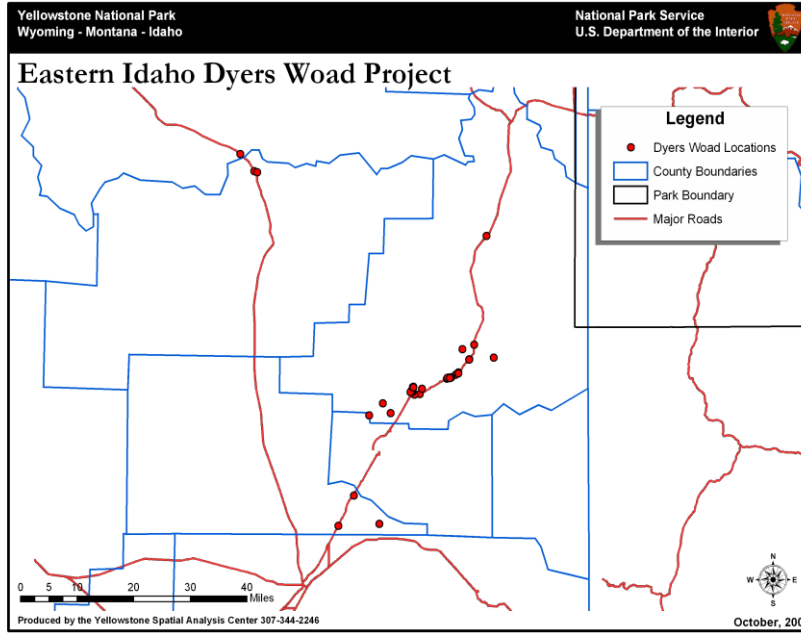 Yellowstone National Park
Wyoming - Montana - Idaho
National Park Service
U.S. Department of the Interior
Eastern Idaho Dyers Woad Project
Legend
Dyers Woad Locations
County Boundaries
Park Boundary
Major Roads
N
W E
S
0 5 10 20 30 40
Miles
Produced by the Yellowstone Spatial Analysis Center 307-344-2246
October, 200